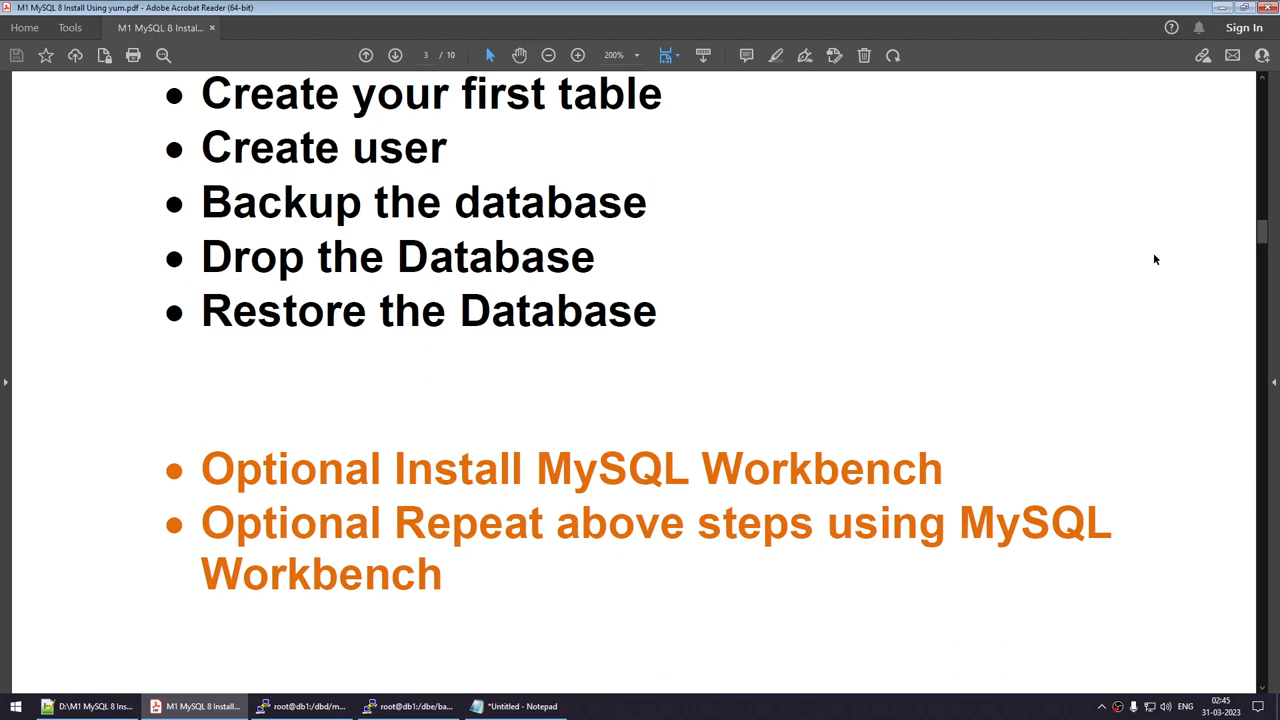 M1 MySQL 8 Install Using yum.pdf - Adobe Acrobat Reader (64-bit)
Home Tools M1 MySQL 8 Instal... × Sign In
3 / 10 200%
• Create your first table
• Create user
• Backup the database
• Drop the Database
• Restore the Database
• Optional Install MySQL Workbench
• Optional Repeat above steps using MySQL
Workbench
D:\M1 MySQL 8 Ins... M1 MySQL 8 Install... root@db1:/dbd/m... root@db1:/dbe/ba... *Untitled - Notepad ENG 02:45
31-03-2023